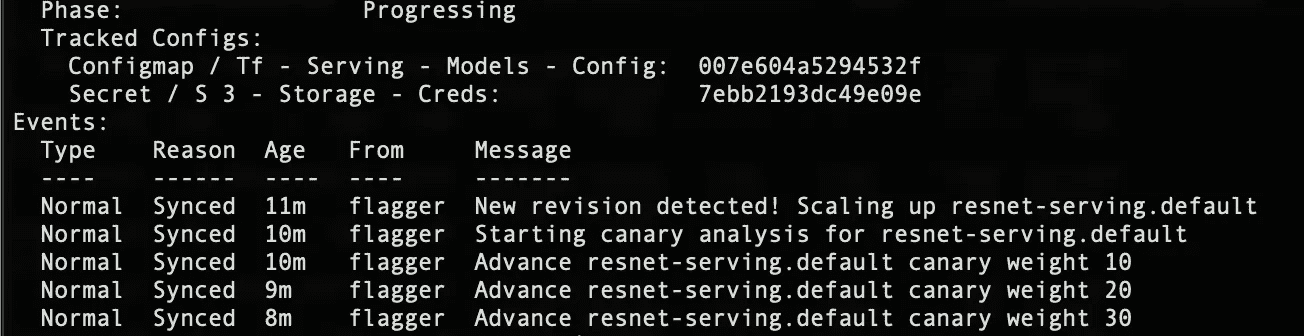 Phase: Progressing
Tracked Configs:
Configmap / Tf - Serving - Models - Config: 007e604a5294532f
Secret / S 3 - Storage - Creds: 7ebb2193dc49e09e
Events:
Type Reason Age From Message
---- ------ ---- ---- -------
Normal Synced 11m flagger New revision detected! Scaling up resnet-serving.default
Normal Synced 10m flagger Starting canary analysis for resnet-serving.default
Normal Synced 10m flagger Advance resnet-serving.default canary weight 10
Normal Synced 9m flagger Advance resnet-serving.default canary weight 20
Normal Synced 8m flagger Advance resnet-serving.default canary weight 30